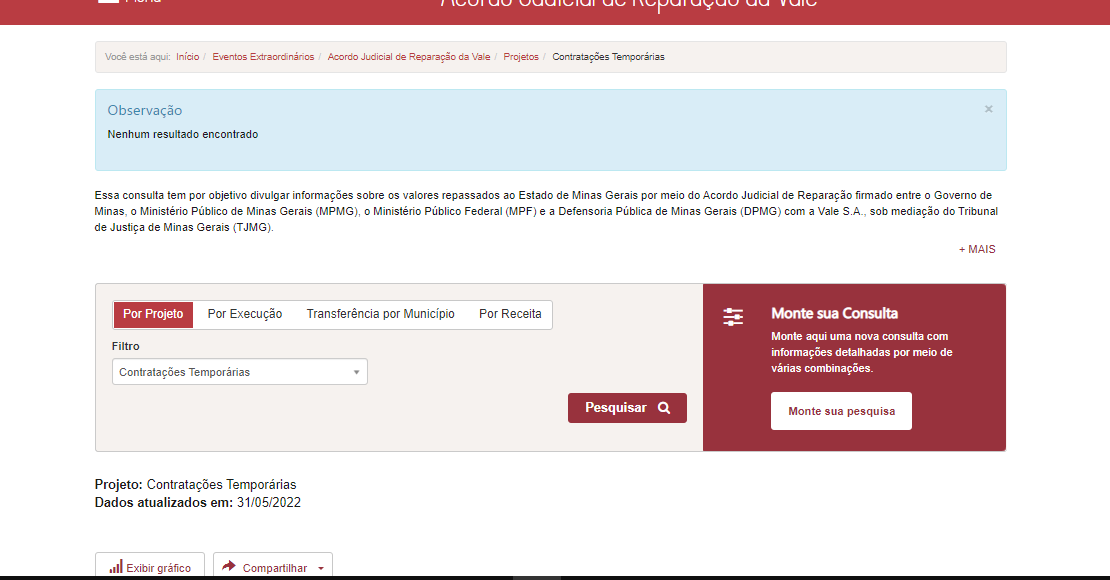 Menu
Acordo Judicial de Reparação da Vale
Você está aqui: Início / Eventos Extraordinários / Acordo Judicial de Reparação da Vale / Projetos / Contratações Temporárias
Observação ×
Nenhum resultado encontrado
Essa consulta tem por objetivo divulgar informações sobre os valores repassados ao Estado de Minas Gerais por meio do Acordo Judicial de Reparação firmado entre o Governo de
Minas, o Ministério Público de Minas Gerais (MPMG), o Ministério Público Federal (MPF) e a Defensoria Pública de Minas Gerais (DPMG) com a Vale S.A., sob mediação do Tribunal
de Justiça de Minas Gerais (TJMG).
+ MAIS
Por Projeto Por Execução Transferência por Município Por Receita
Filtro
Contratações Temporárias
Pesquisar
Monte sua Consulta
Monte aqui uma nova consulta com
informações detalhadas por meio de
várias combinações.
Monte sua pesquisa
Projeto: Contratações Temporárias
Dados atualizados em: 31/05/2022
Exibir gráfico Compartilhar